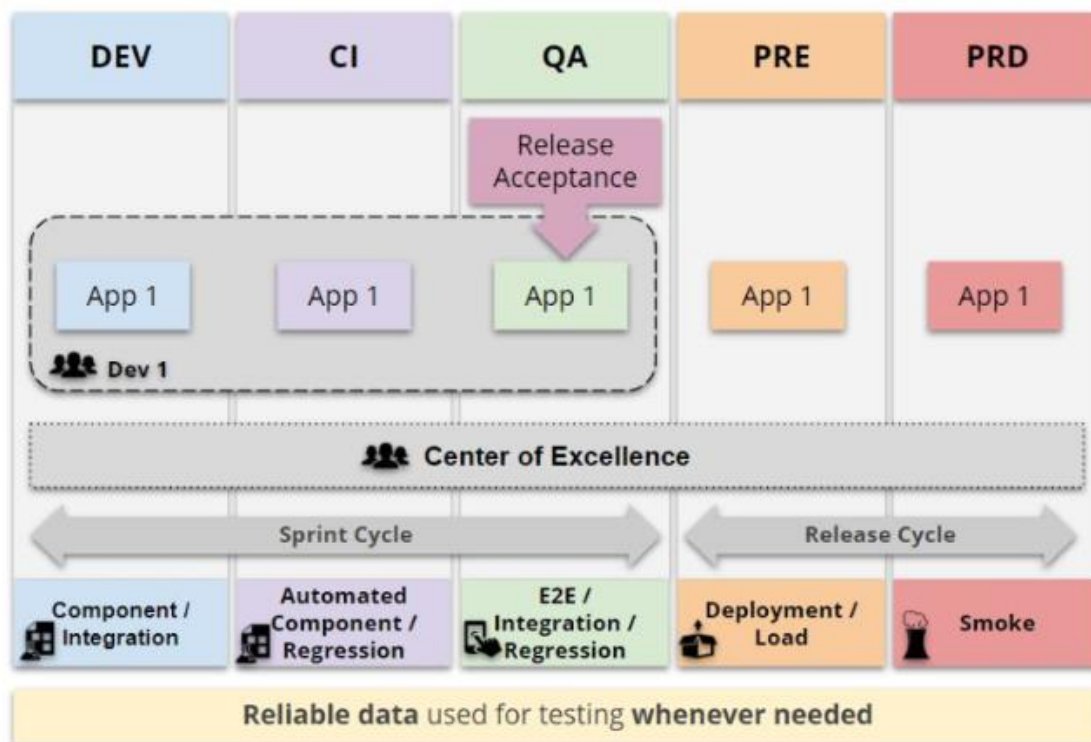 DEV
CI
QA
PRE
PRD
Release
Acceptance
App 1
App 1
App 1
App 1
App 1
Dev 1
Center of Excellence
Sprint Cycle
Release Cycle
Component /
Integration
Automated
Component /
Regression
E2E /
Integration /
Regression
Deployment /
Load
Smoke
Reliable data used for testing whenever needed